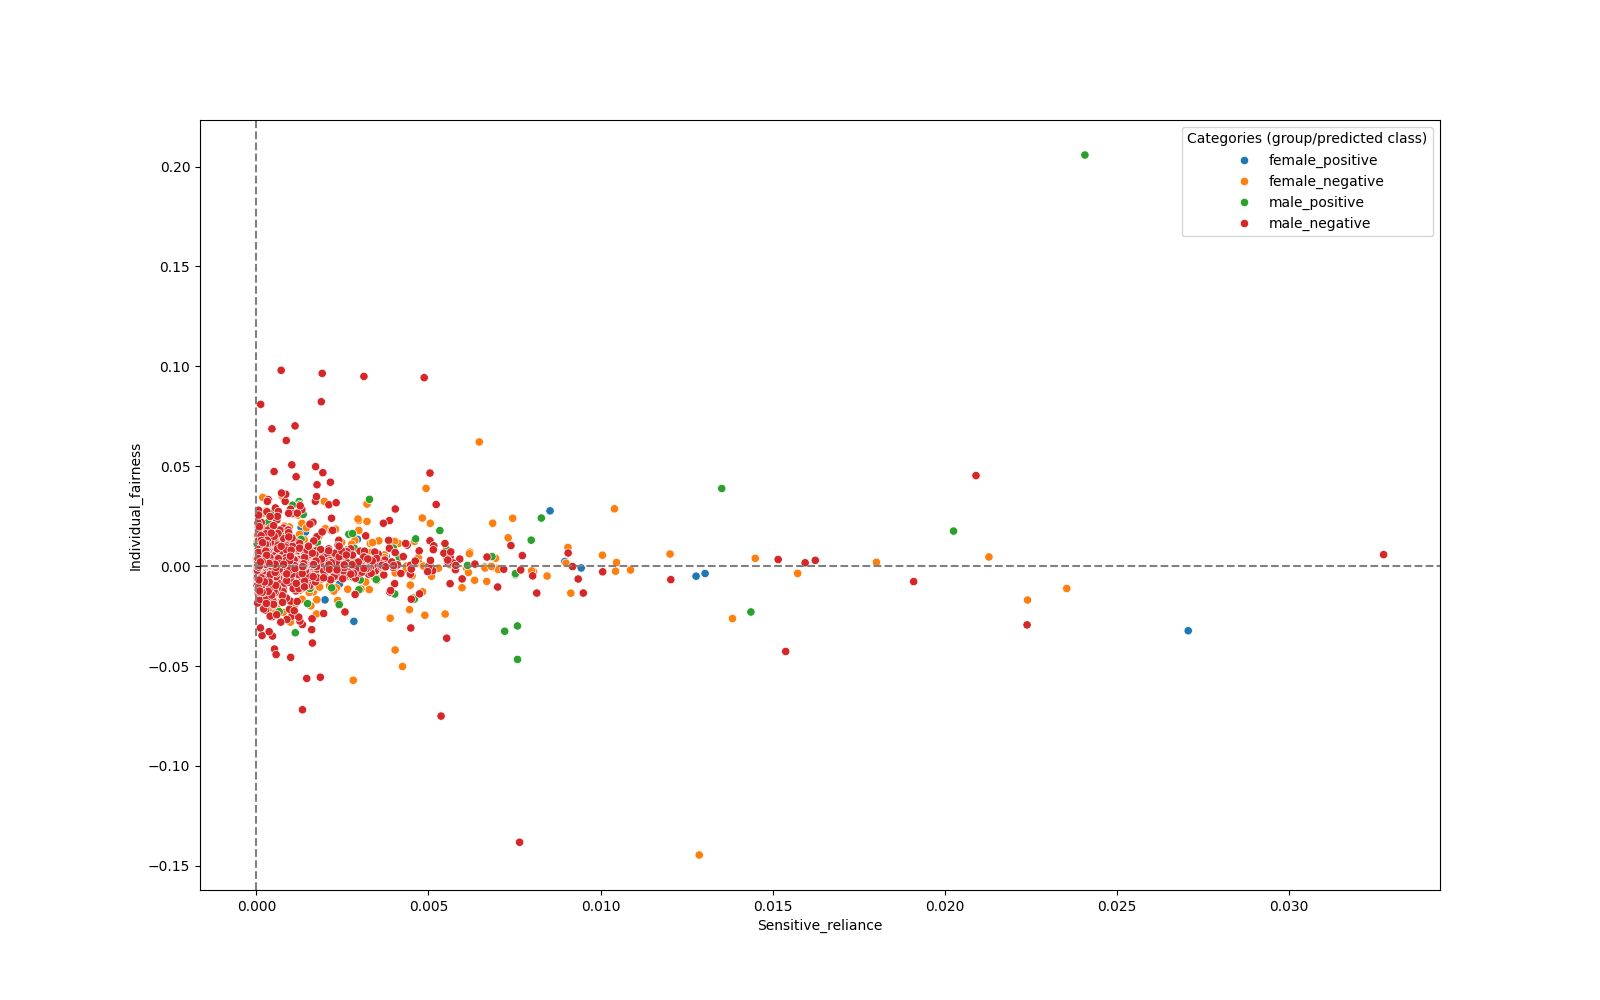 Categories (group/predicted class)
female_positive
female_negative
male_positive
male_negative
Individual_fairness
0.20
0.15
0.10
0.05
0.00
−0.05
−0.10
−0.15
0.000 0.005 0.010 0.015 0.020 0.025 0.030
Sensitive_reliance